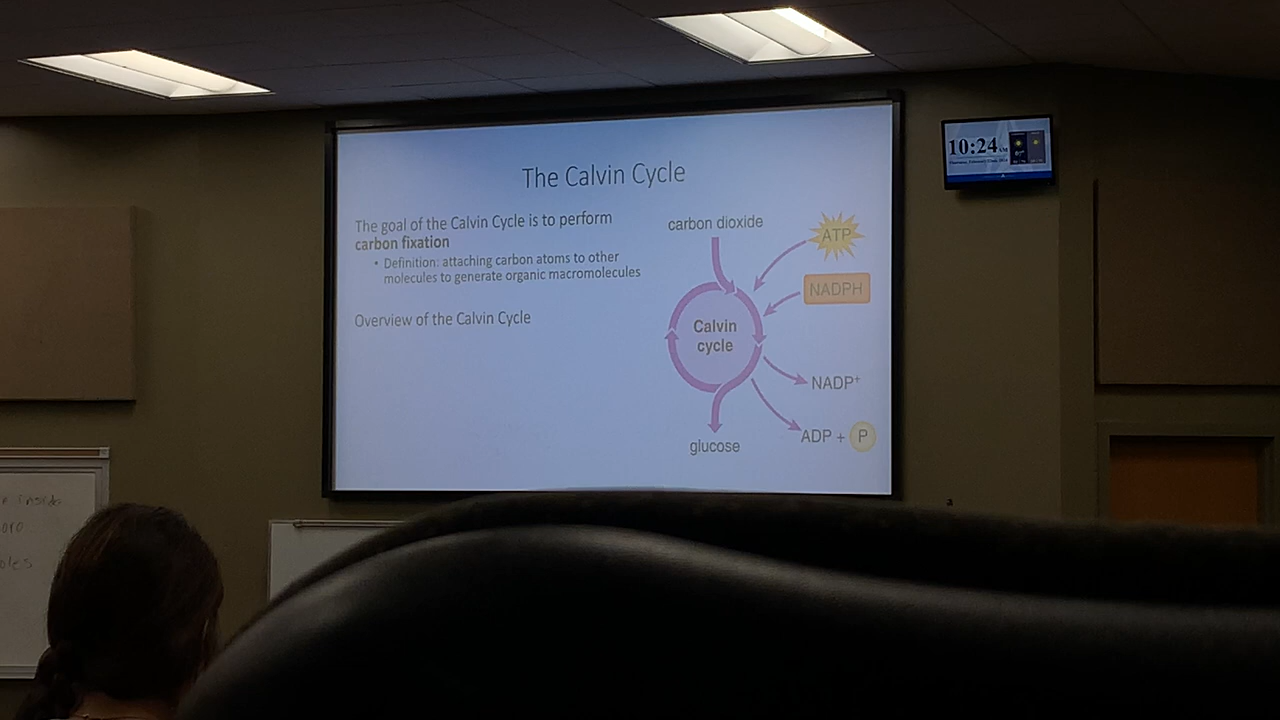 The Calvin Cycle
The goal of the Calvin Cycle is to perform
carbon fixation
• Definition: attaching carbon atoms to other
molecules to generate organic macromolecules
Overview of the Calvin Cycle
carbon dioxide
ATP
NADPH
Calvin
cycle
NADP⁺
ADP + P
glucose
10:24 AM
inside